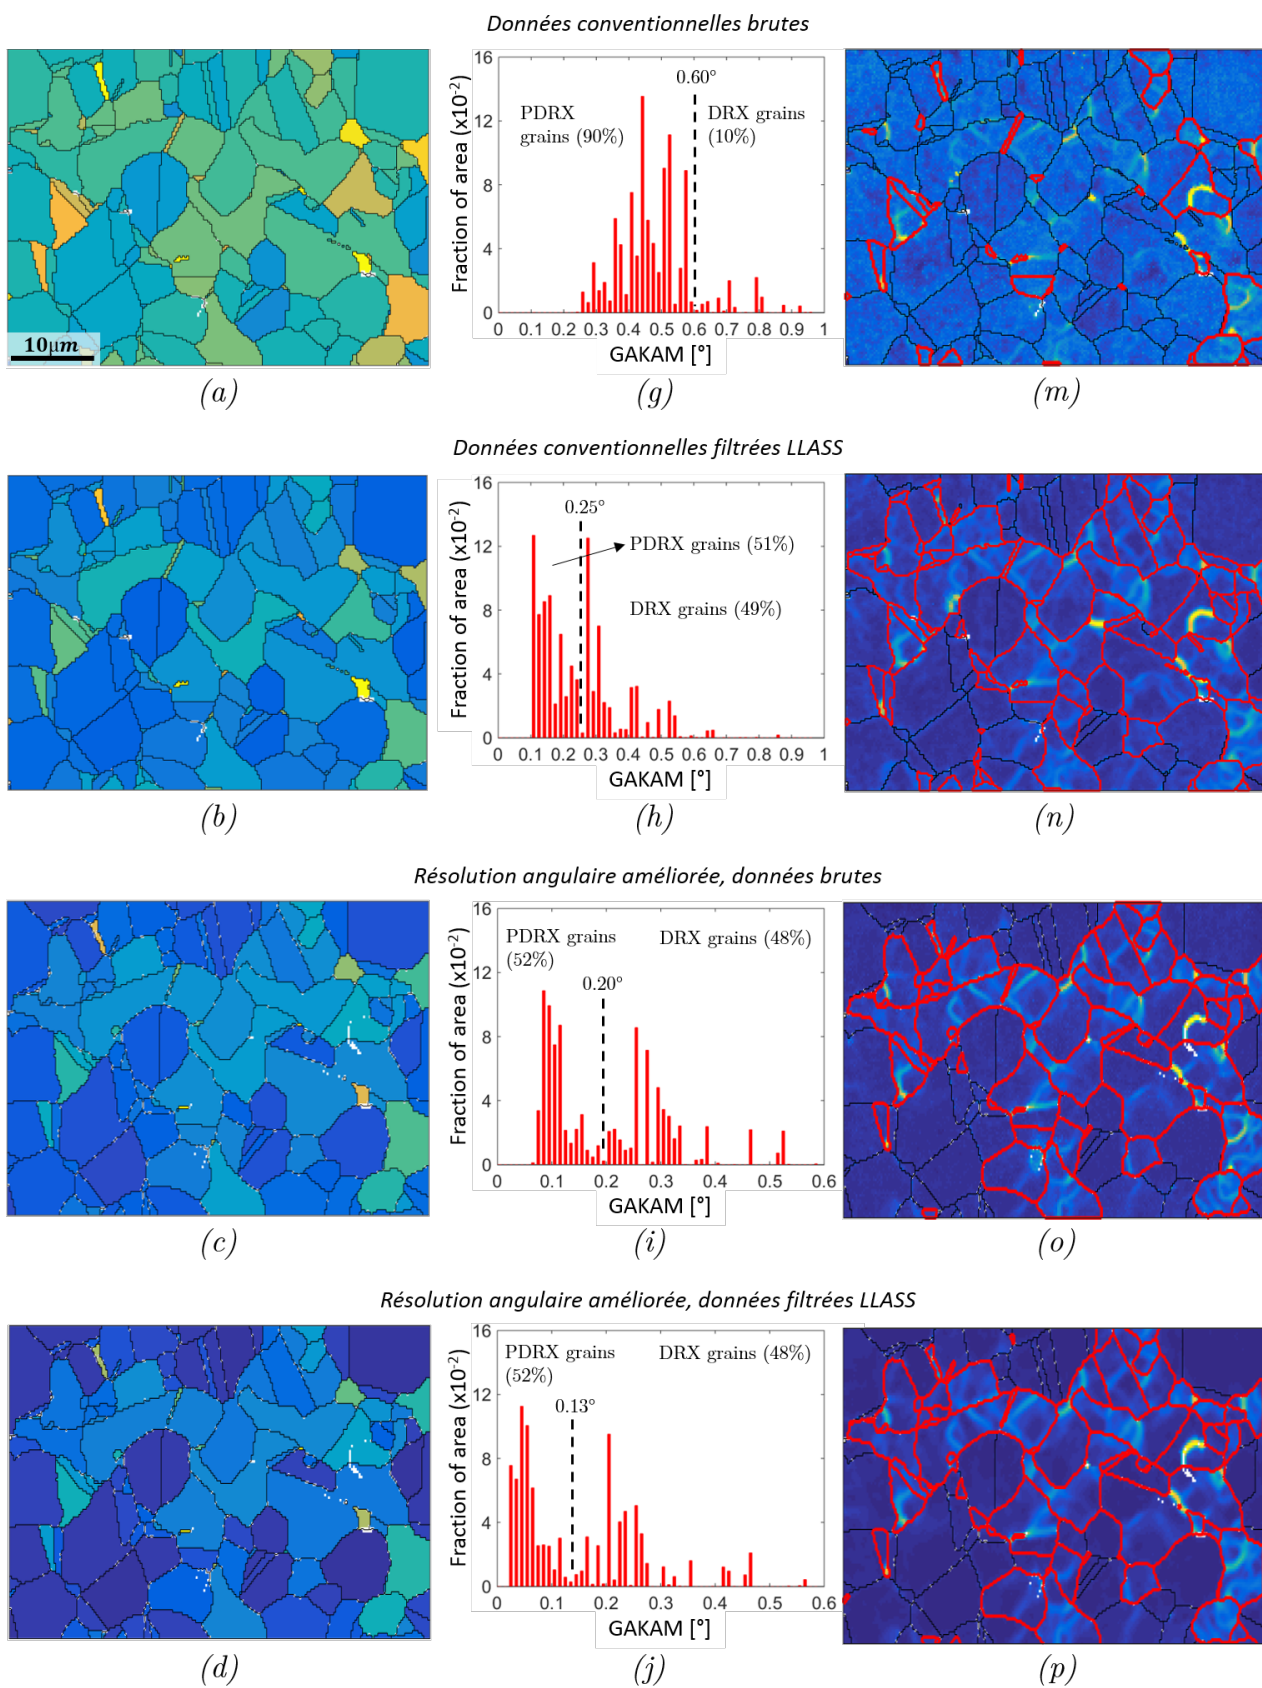 Données conventionnelles brutes
10μm
(a)
Fraction of area (x10-2)
16
12
8
4
0
PDRX
grains (90%)
0.60°
DRX grains
(10%)
0 0.1 0.2 0.3 0.4 0.5 0.6 0.7 0.8 0.9 1
GAKAM [°]
(g)
(m)
Données conventionnelles filtrées LLASS
(b)
Fraction of area (x10-2)
16
12
8
4
0
0.25°
PDRX grains (51%)
DRX grains (49%)
0 0.1 0.2 0.3 0.4 0.5 0.6 0.7 0.8 0.9 1
GAKAM [°]
(h)
(n)
Résolution angulaire améliorée, données brutes
(c)
Fraction of area (x10-2)
16
12
8
4
0
PDRX grains
(52%)
0.20°
DRX grains (48%)
0 0.1 0.2 0.3 0.4 0.5 0.6
GAKAM [°]
(i)
(o)
Résolution angulaire améliorée, données filtrées LLASS
(d)
Fraction of area (x10-2)
16
12
8
4
0
PDRX grains
(52%)
0.13°
DRX grains (48%)
0 0.1 0.2 0.3 0.4 0.5 0.6
GAKAM [°]
(j)
(p)